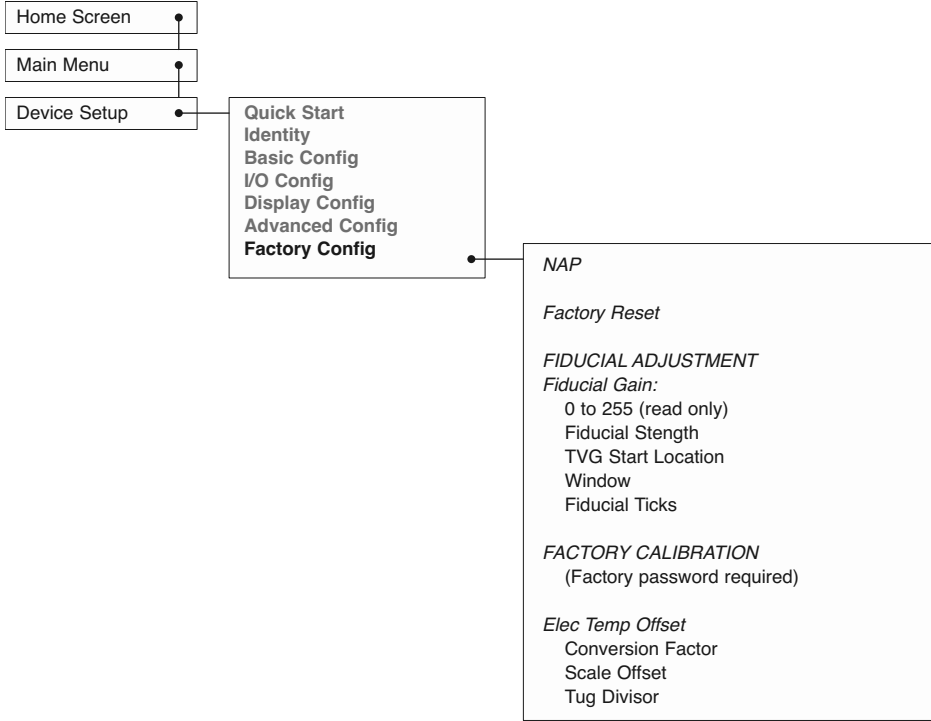 Home Screen
Main Menu
Device Setup
Quick Start
Identity
Basic Config
I/O Config
Display Config
Advanced Config
Factory Config
NAP
Factory Reset
FIDUCIAL ADJUSTMENT
Fiducial Gain:
0 to 255 (read only)
Fiducial Stength
TVG Start Location
Window
Fiducial Ticks
FACTORY CALIBRATION
(Factory password required)
Elec Temp Offset
Conversion Factor
Scale Offset
Tug Divisor